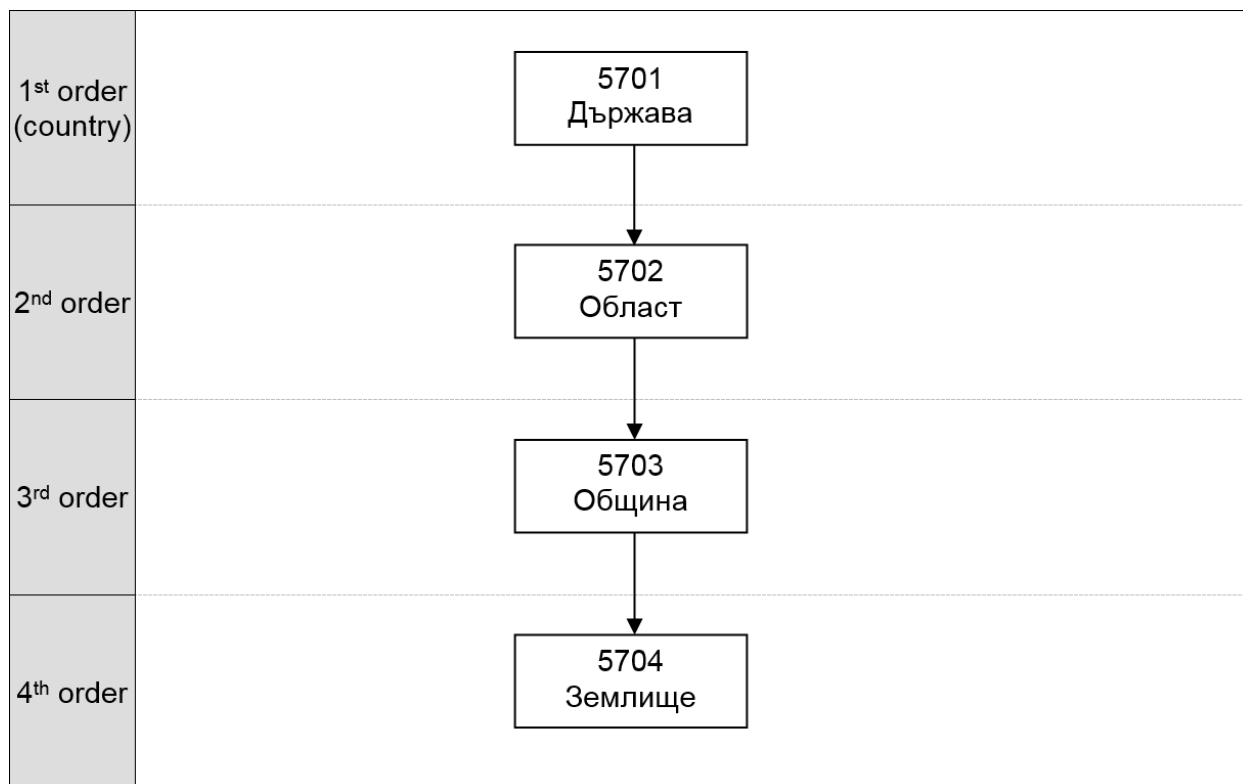 1st order
(country)
5701
Държава
2nd order
5702
Област
3rd order
5703
Община
4th order
5704
Землище